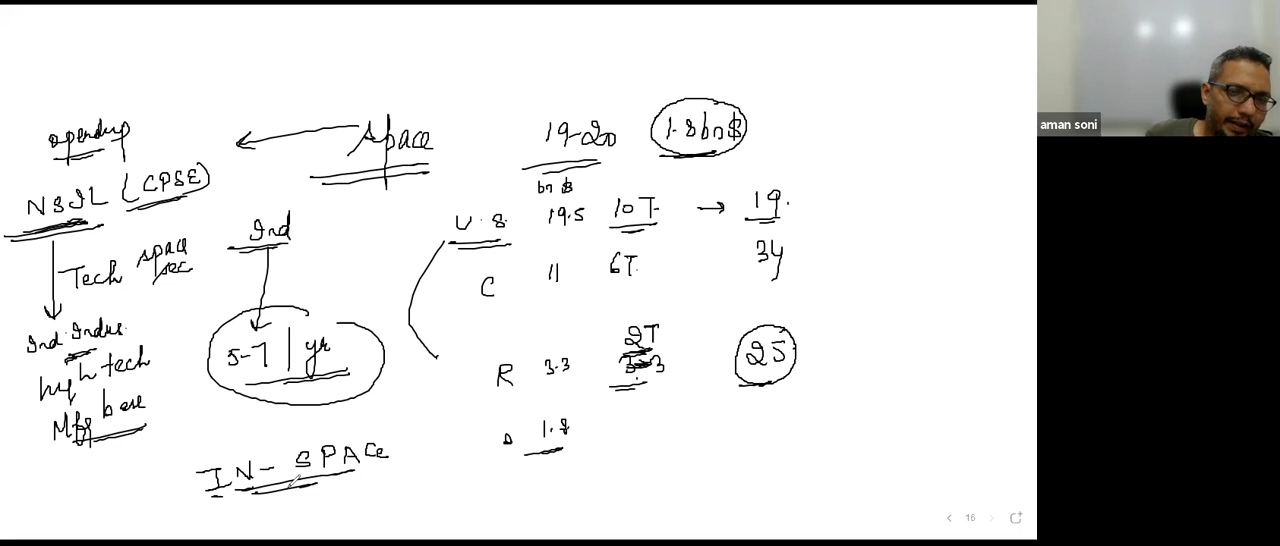 opendup
NSIL (CPSE)
Tech space sec
Ind. Indus.
high tech
Mfg base
Space
Ind
5-7 | yr
IN-SPACe
19-20 1.8bn$
bn $
U.S. 19.5 10T. → 19.
C 11 6T. 34
2T
R 3.3 3.3 25
1.8
aman soni
16